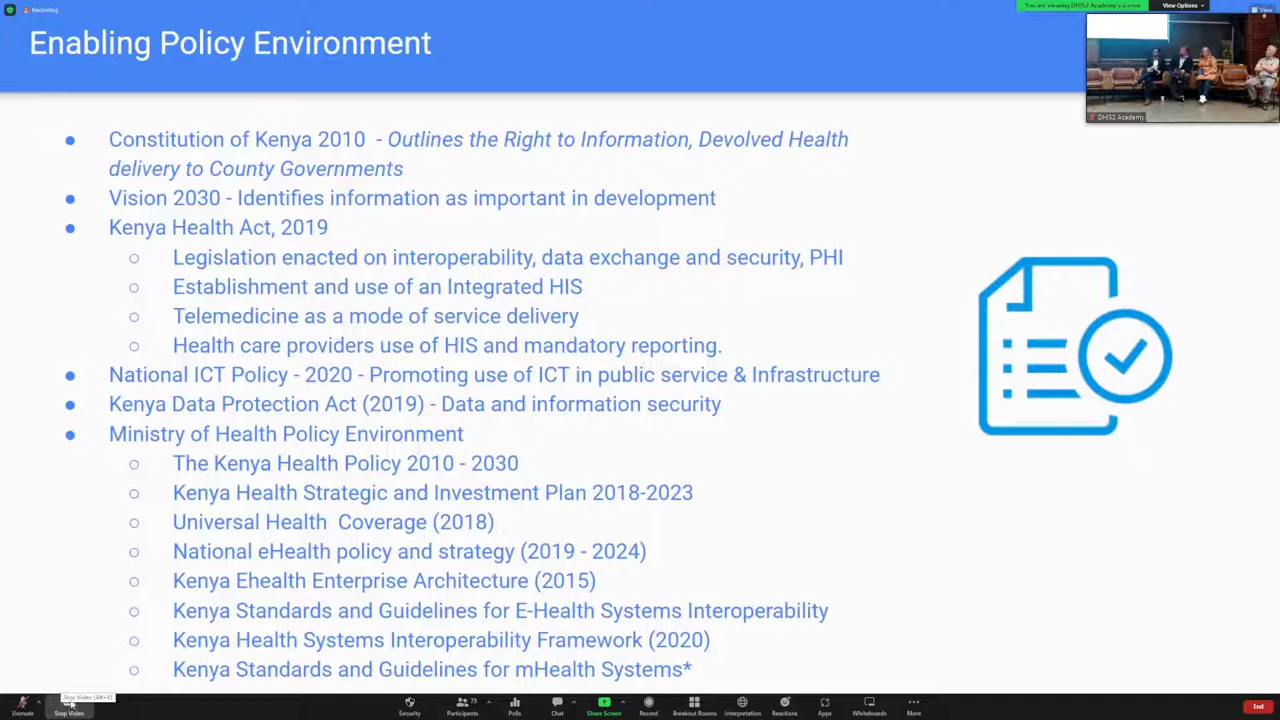 Recording
You are viewing DHIS2 Academy's screen
View Options
View
Enabling Policy Environment
DHIS2 Academy
Constitution of Kenya 2010 - Outlines the Right to Information, Devolved Health
delivery to County Governments
Vision 2030 - Identifies information as important in development
Kenya Health Act, 2019
Legislation enacted on interoperability, data exchange and security, PHI
Establishment and use of an Integrated HIS
Telemedicine as a mode of service delivery
Health care providers use of HIS and mandatory reporting.
National ICT Policy - 2020 - Promoting use of ICT in public service & Infrastructure
Kenya Data Protection Act (2019) - Data and information security
Ministry of Health Policy Environment
The Kenya Health Policy 2010 - 2030
Kenya Health Strategic and Investment Plan 2018-2023
Universal Health Coverage (2018)
National eHealth policy and strategy (2019 - 2024)
Kenya Ehealth Enterprise Architecture (2015)
Kenya Standards and Guidelines for E-Health Systems Interoperability
Kenya Health Systems Interoperability Framework (2020)
Kenya Standards and Guidelines for mHealth Systems*
Stop Video (Alt+V)
73
Unmute
Stop Video
Security
Participants
Polls
Chat
Share Screen
Record
Breakout Rooms
Interpretation
Reactions
Apps
Whiteboards
More
End